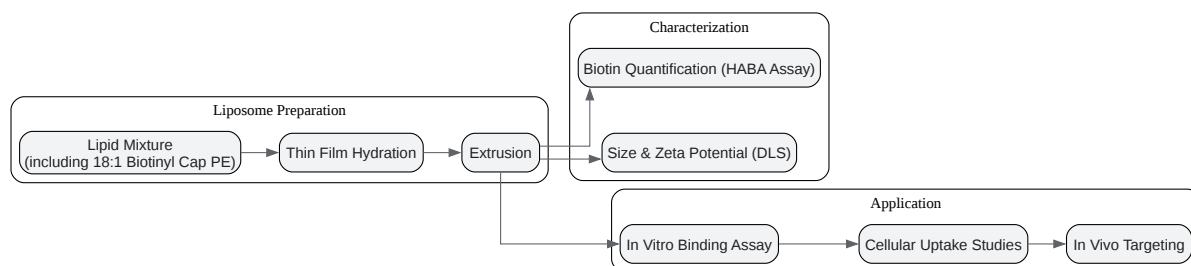 Characterization
Biotin Quantification (HABA Assay)
Size & Zeta Potential (DLS)
Liposome Preparation
Lipid Mixture
(including 18:1 Biotinyl Cap PE)
Thin Film Hydration
Extrusion
Application
In Vitro Binding Assay
Cellular Uptake Studies
In Vivo Targeting